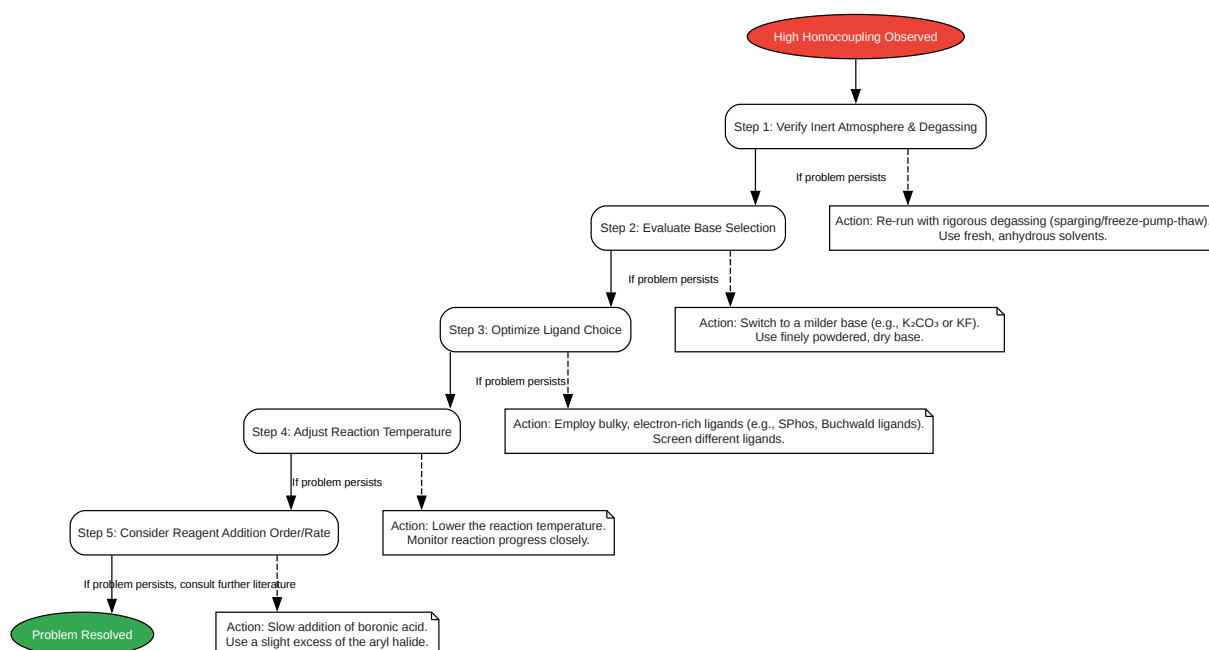 High Homocoupling Observed
Step 1: Verify Inert Atmosphere & Degassing
If problem persists
Step 2: Evaluate Base Selection
Action: Re-run with rigorous degassing (sparging/freeze-pump-thaw).
Use fresh, anhydrous solvents.
If problem persists
Step 3: Optimize Ligand Choice
Action: Switch to a milder base (e.g., K₂CO₃ or KF).
Use finely powdered, dry base.
If problem persists
Step 4: Adjust Reaction Temperature
Action: Employ bulky, electron-rich ligands (e.g., SPhos, Buchwald ligands).
Screen different ligands.
If problem persists
Step 5: Consider Reagent Addition Order/Rate
Action: Lower the reaction temperature.
Monitor reaction progress closely.
If problem persists, consult further literature
Problem Resolved
Action: Slow addition of boronic acid.
Use a slight excess of the aryl halide.